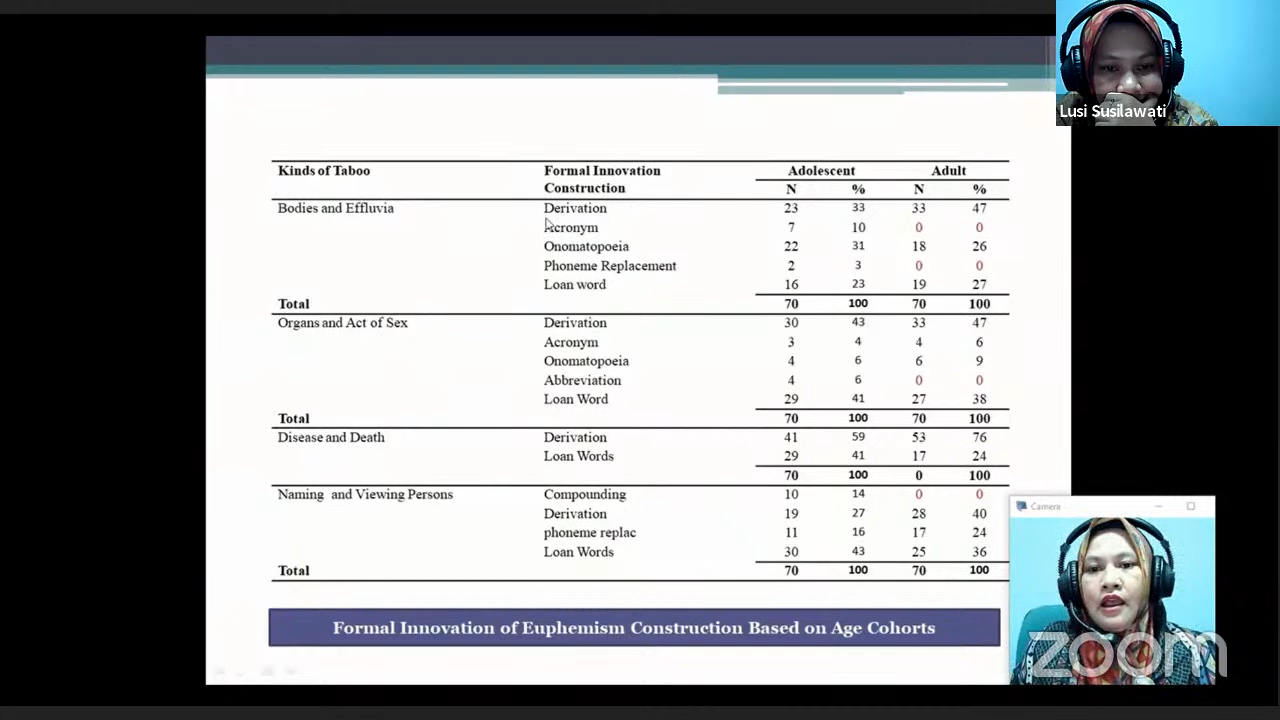 Lusi Susilawati
Kinds of Taboo Formal Innovation Construction Adolescent Adult
N % N %
Bodies and Effluvia Derivation 23 33 33 47
Acronym 7 10 0 0
Onomatopoeia 22 31 18 26
Phoneme Replacement 2 3 0 0
Loan word 16 23 19 27
Total 70 100 70 100
Organs and Act of Sex Derivation 30 43 33 47
Acronym 3 4 4 6
Onomatopoeia 4 6 6 9
Abbreviation 4 6 0 0
Loan Word 29 41 27 38
Total 70 100 70 100
Disease and Death Derivation 41 59 53 76
Loan Words 29 41 17 24
70 100 0 100
Naming and Viewing Persons Compounding 10 14 0 0
Derivation 19 27 28 40
phoneme replac 11 16 17 24
Loan Words 30 43 25 36
Total 70 100 70 100
Formal Innovation of Euphemism Construction Based on Age Cohorts
Camera
zoom